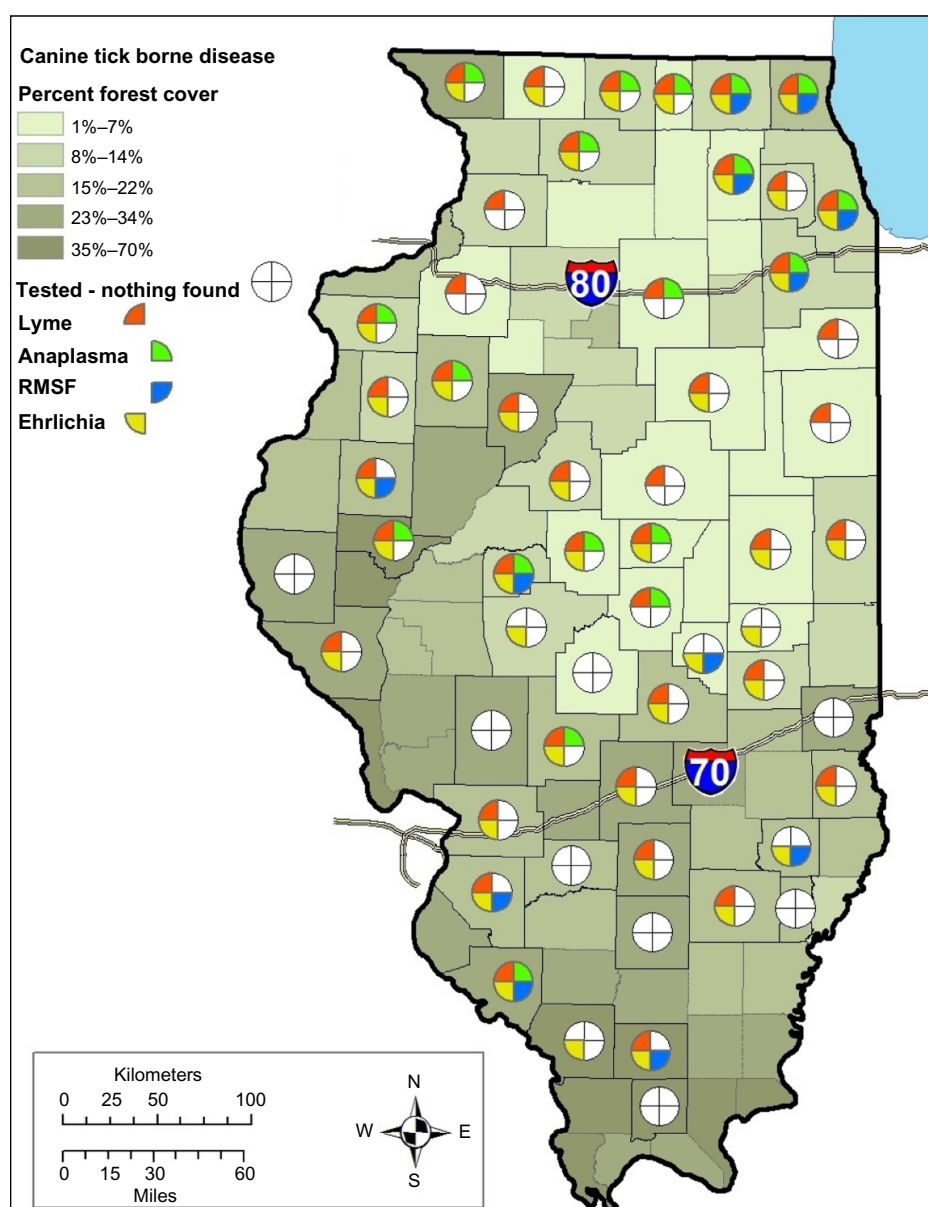 Canine tick borne disease
Percent forest cover
1%–7%
8%–14%
15%–22%
23%–34%
35%–70%
Tested - nothing found
Lyme
Anaplasma
RMSF
Ehrlichia
80
70
Kilometers
0 25 50 100
0 15 30 60
Miles
N
W E
S